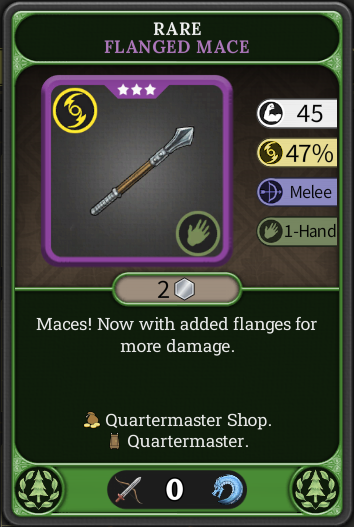 RARE
FLANGED MACE
45
47%
Melee
1-Hand
2
Maces! Now with added flanges for
more damage.
Quartermaster Shop.
Quartermaster.
0